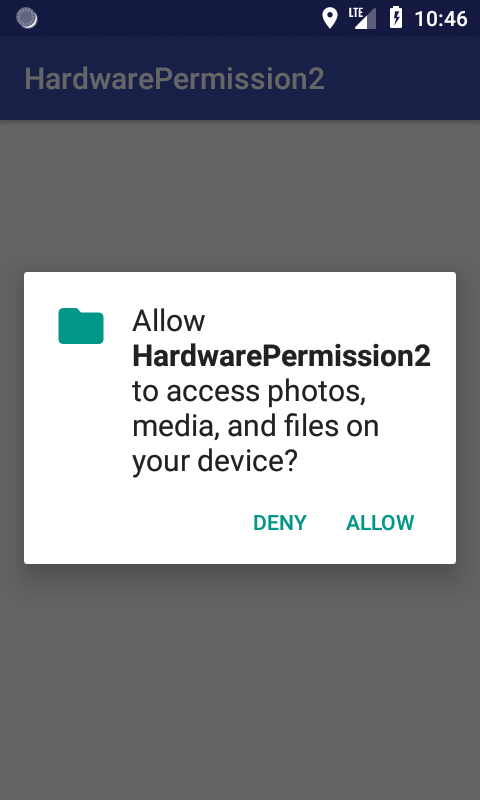 LTE 10:46
HardwarePermission2
Allow
HardwarePermission2
to access photos,
media, and files on
your device?
DENY ALLOW